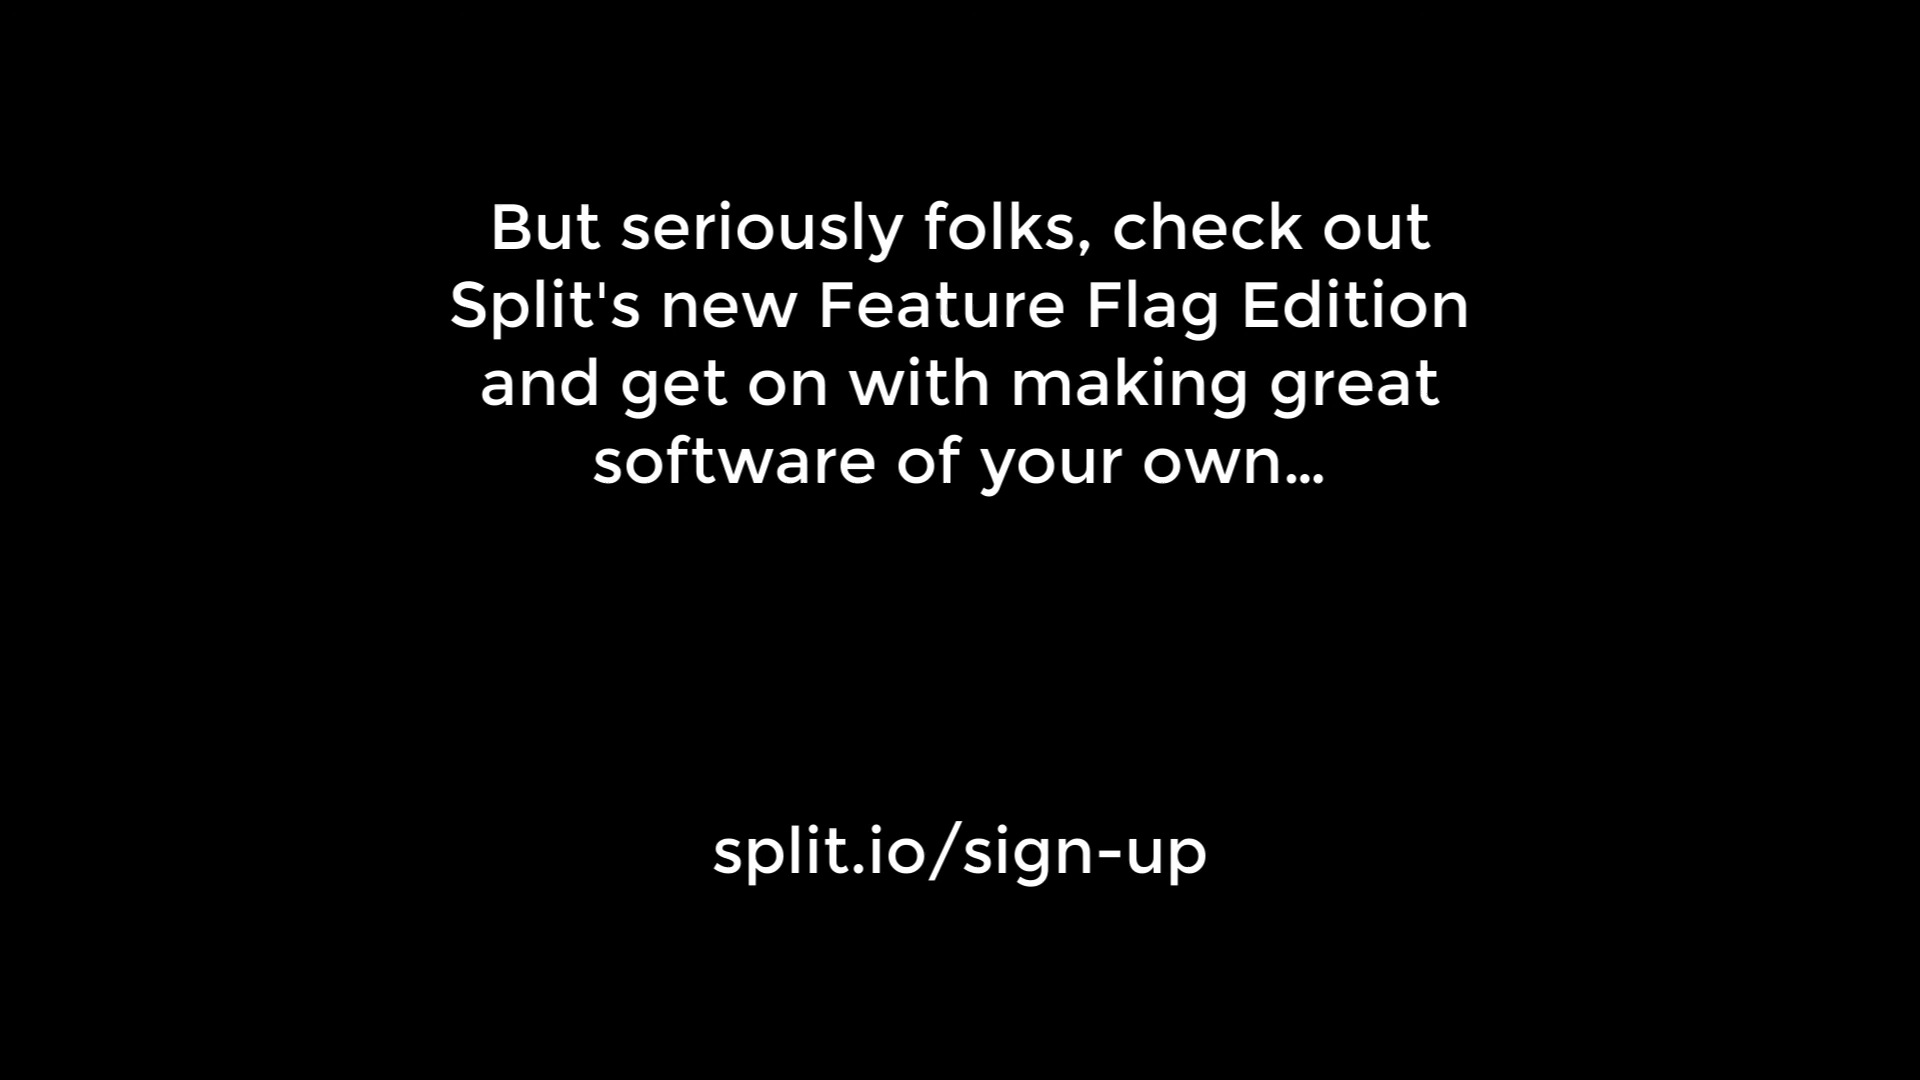 But seriously folks, check out
Split's new Feature Flag Edition
and get on with making great
software of your own...
split.io/sign-up